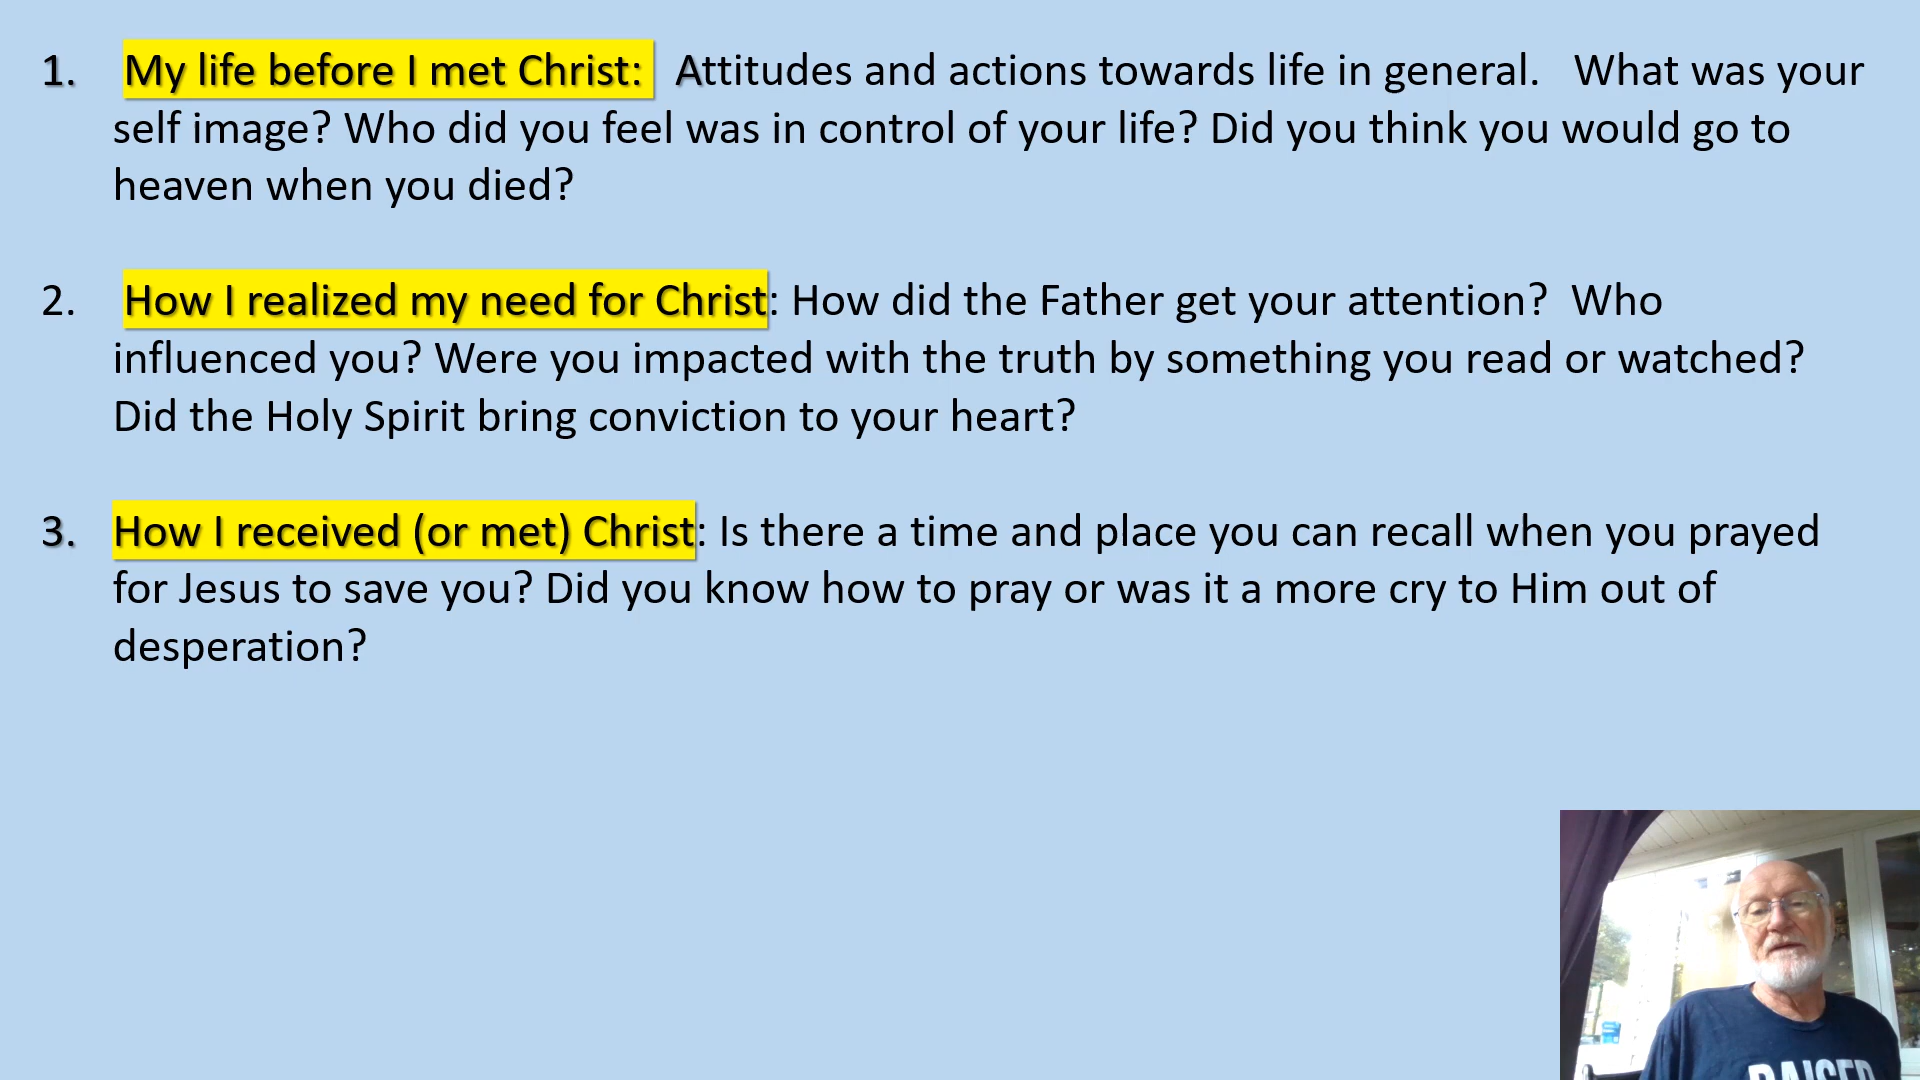 1. My life before I met Christ: Attitudes and actions towards life in general. What was your
self image? Who did you feel was in control of your life? Did you think you would go to
heaven when you died?
2. How I realized my need for Christ: How did the Father get your attention? Who
influenced you? Were you impacted with the truth by something you read or watched?
Did the Holy Spirit bring conviction to your heart?
3. How I received (or met) Christ: Is there a time and place you can recall when you prayed
for Jesus to save you? Did you know how to pray or was it a more cry to Him out of
desperation?
RAISED